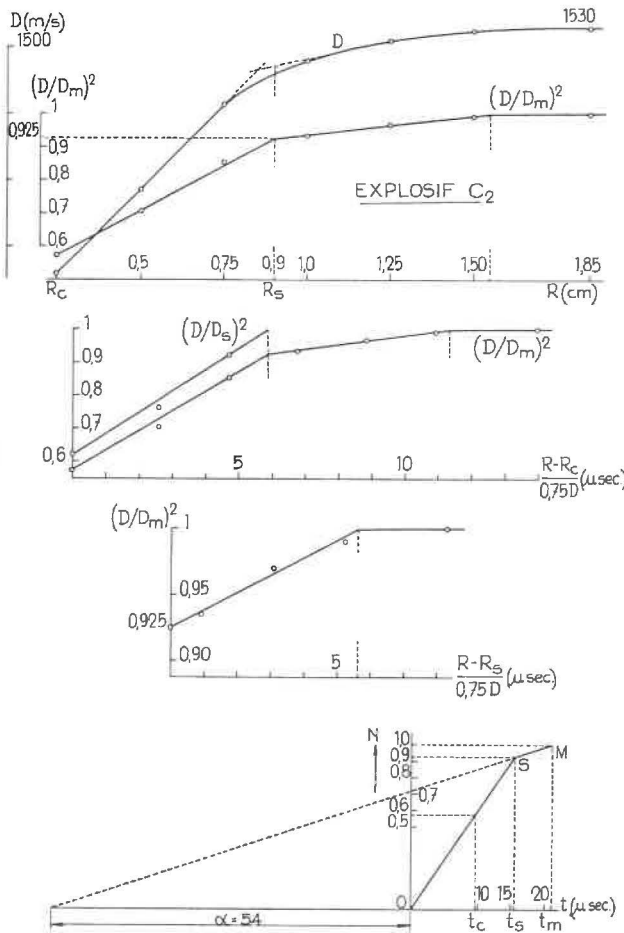 D (m/s)
1530
1500
D
(D/Dm)²
1
(D/Dm)²
0,925
0,9
0,8
EXPLOSIF C2
0,7
0,6
0,5 0,75 0,9 1,0 1,25 1,50 1,85
Rc Rs R(cm)
1
(D/Ds)²
0,9
(D/Dm)²
0,8
0,7
0,6
5 10 R-Rc
0,75D (µsec)
(D/Dm)² 1
0,95
0,925
0,90
5 R-Rs
0,75D (µsec.)
N 1,0 M
0,9 S
0,8
0,6 0,7
0,5
O 10 15 20 t(µsec.)
tc ts tm
α=54